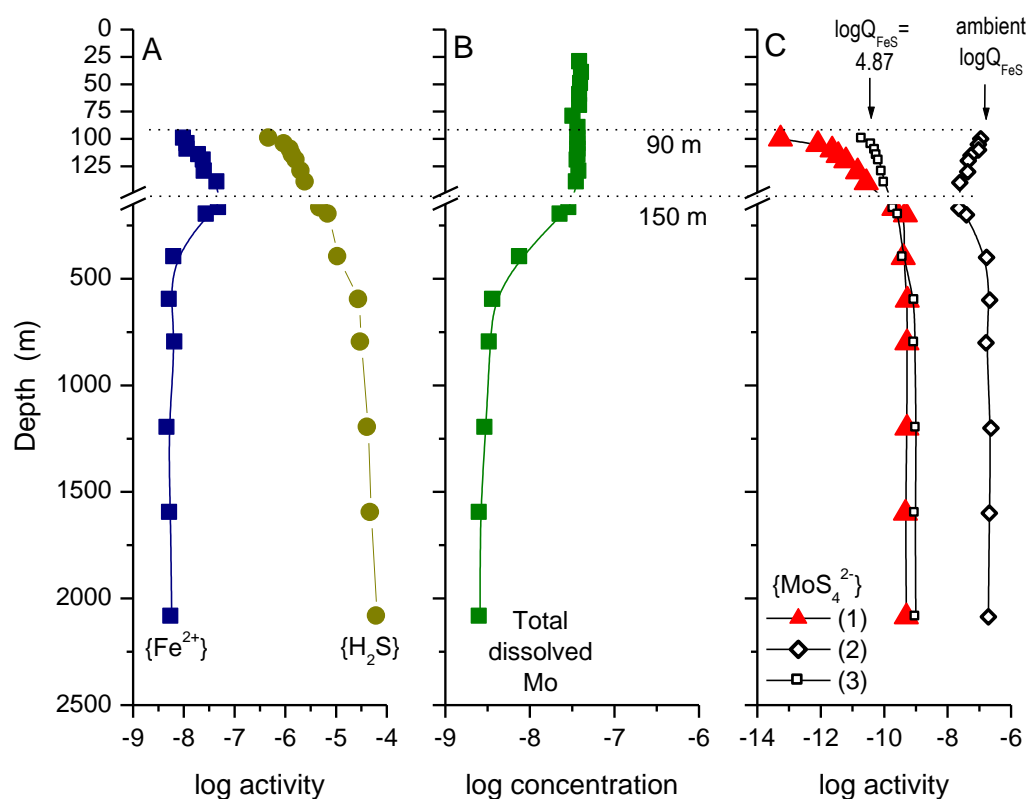 A
B
C
logQFeS=
4.87
ambient
logQFeS
0
25
50
75
100
125
500
1000
1500
2000
2500
Depth (m)
90 m
150 m
{Fe2+}
{H2S}
Total
dissolved
Mo
{MoS42-}
(1)
(2)
(3)
-9 -8 -7 -6 -5 -4
-9 -8 -7 -6
-14 -12 -10 -8 -6
log activity
log concentration
log activity